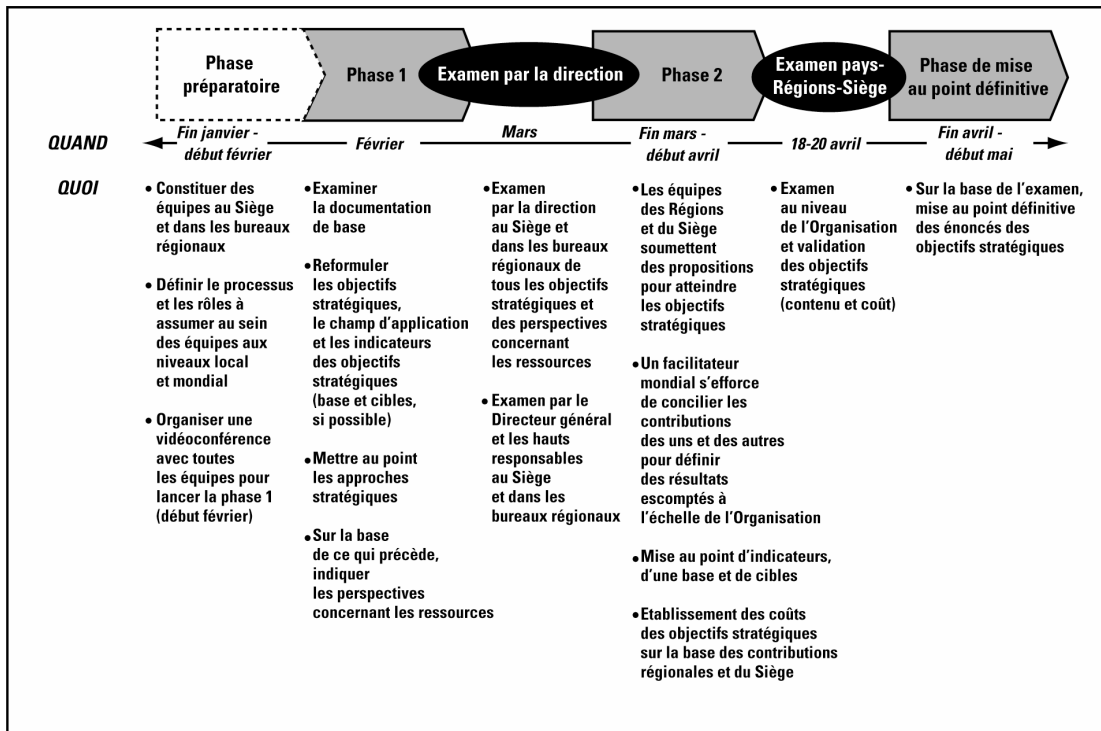 Phase
préparatoire
Phase 1
Examen par la direction
Phase 2
Examen pays-
Régions-Siège
Phase de mise
au point définitive
QUAND
Fin janvier -
début février
Février
Mars
Fin mars -
début avril
18-20 avril
Fin avril -
début mai
QUOI
• Constituer des
équipes au Siège
et dans les bureaux
régionaux
• Définir le processus
et les rôles à
assumer au sein
des équipes aux
niveaux local
et mondial
• Organiser une
vidéoconférence
avec toutes
les équipes pour
lancer la phase 1
(début février)
• Examiner
la documentation
de base
• Reformuler
les objectifs
stratégiques,
le champ d'application
et les indicateurs
des objectifs
stratégiques
(base et cibles,
si possible)
• Mettre au point
les approches
stratégiques
• Sur la base
de ce qui précède,
indiquer
les perspectives
concernant les ressources
• Examen
par la direction
au Siège et
dans les bureaux
régionaux de
tous les objectifs
stratégiques et
des perspectives
concernant
les ressources
• Examen par le
Directeur général
et les hauts
responsables
au Siège
et dans les
bureaux régionaux
• Les équipes
des Régions
et du Siège
soumettent
des propositions
pour atteindre
les objectifs
stratégiques
• Un facilitateur
mondial s'efforce
de concilier les
contributions
des uns et des autres
pour définir
des résultats
escomptés à
l'échelle de l'Organisation
• Mise au point d'indicateurs,
d'une base et de cibles
• Etablissement des coûts
des objectifs stratégiques
sur la base des contributions
régionales et du Siège
• Examen
au niveau
de l'Organisation
et validation
des objectifs
stratégiques
(contenu et coût)
• Sur la base de l'examen,
mise au point définitive
des énoncés des
objectifs stratégiques